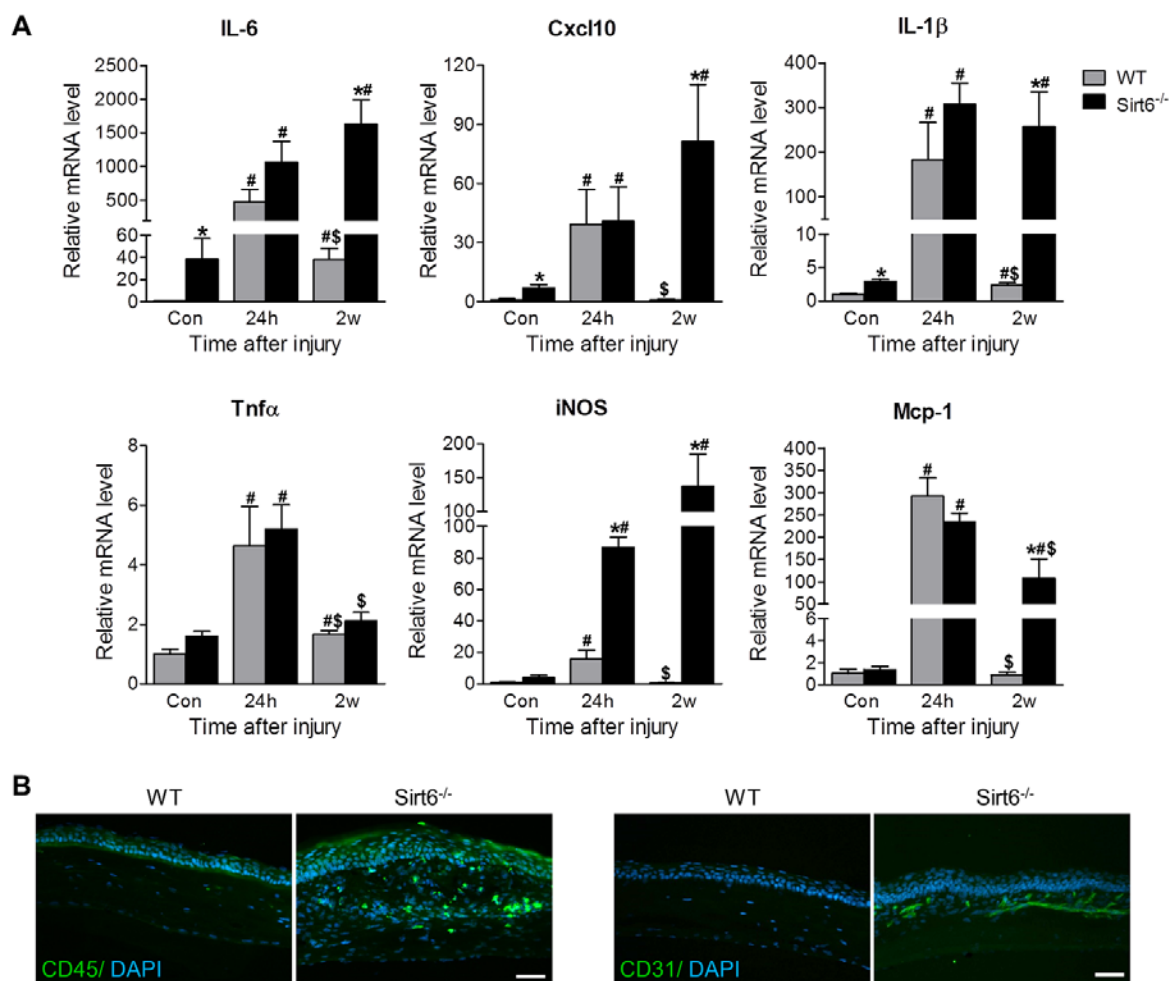 A
IL-6
Cxcl10
IL-1β
WT
Sirt6-/-
Relative mRNA level
2500
2000
1500
1000
500
60
40
20
0
*
#
#
#$
*#
Con 24h 2w
Time after injury
Relative mRNA level
120
90
60
30
0
*
#
#
$
*#
Con 24h 2w
Time after injury
Relative mRNA level
400
300
200
100
5
0
*
#
#
#$
*#
Con 24h 2w
Time after injury
Tnfα
iNOS
Mcp-1
Relative mRNA level
8
6
4
2
0
#
#
#$
$
Con 24h 2w
Time after injury
Relative mRNA level
200
150
100
100
80
60
40
20
0
#
*#
$
*#
Con 24h 2w
Time after injury
Relative mRNA level
400
350
300
250
200
150
100
50
6
4
2
0
#
#
$
*#$
Con 24h 2w
Time after injury
B
WT
Sirt6-/-
WT
Sirt6-/-
CD45/ DAPI
CD31/ DAPI